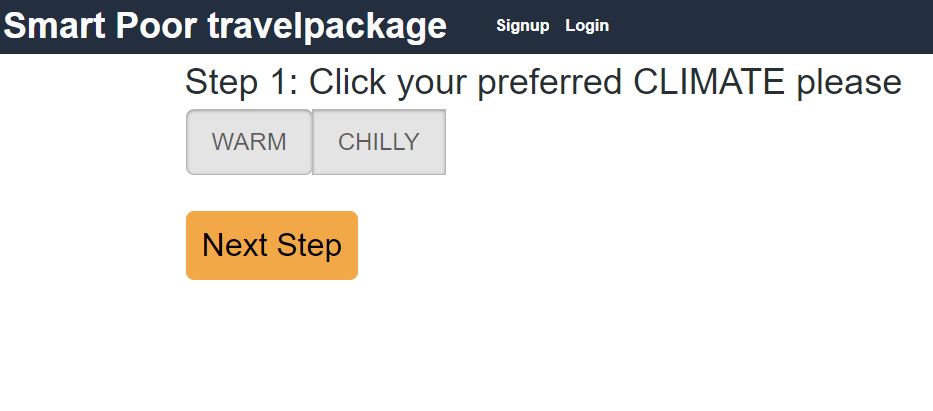 Smart Poor travelpackage Signup Login
Step 1: Click your preferred CLIMATE please
WARM CHILLY
Next Step